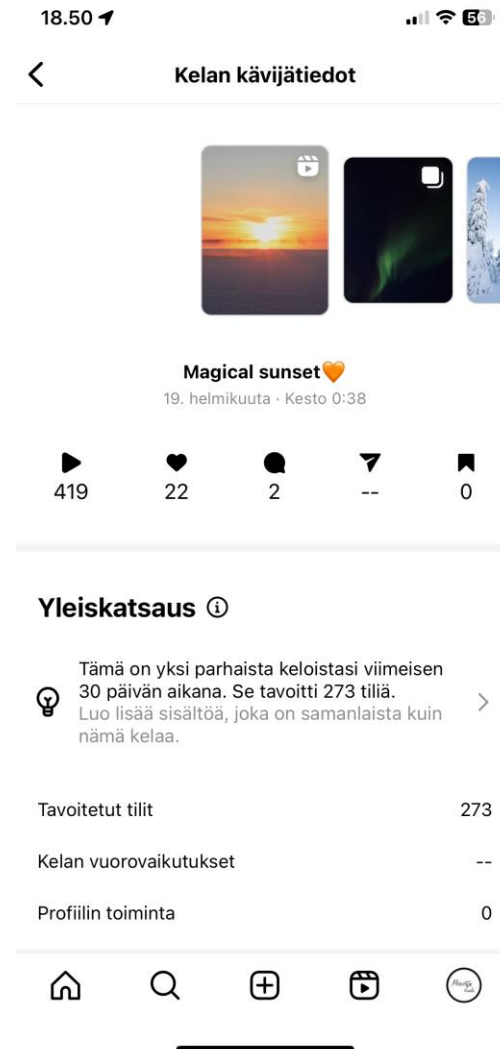 18.50
56
Kelan kävijätiedot
Magical sunset🧡
19. helmikuuta · Kesto 0:38
419 22 2 -- 0
Yleiskatsaus
Tämä on yksi parhaista keloistasi viimeisen
30 päivän aikana. Se tavoitti 273 tiliä.
Luo lisää sisältöä, joka on samanlaista kuin
nämä kelaa.
Tavoitetut tilit 273
Kelan vuorovaikutukset --
Profiilin toiminta 0